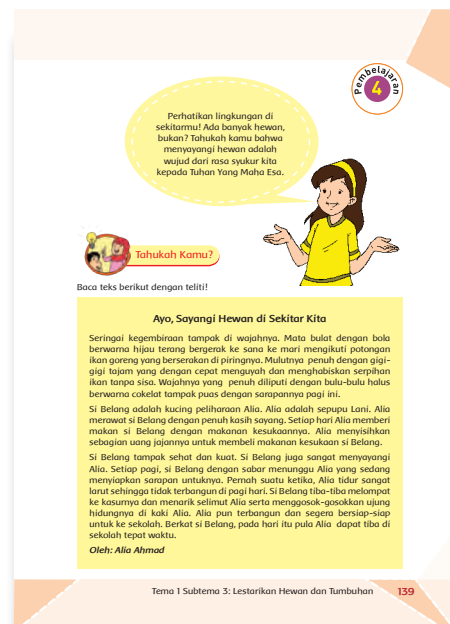 Pembelajaran
4
Perhatikan lingkungan di
sekitarmu! Ada banyak hewan,
bukan? Tahukah kamu bahwa
menyayangi hewan adalah
wujud dari rasa syukur kita
kepada Tuhan Yang Maha Esa.
Tahukah Kamu?
Baca teks berikut dengan teliti!
Ayo, Sayangi Hewan di Sekitar Kita
Seringai kegembiraan tampak di wajahnya. Mata bulat dengan bola
berwarna hijau terang bergerak ke sana ke mari mengikuti potongan
ikan goreng yang berserakan di piringnya. Mulutnya penuh dengan gigi-
gigi tajam yang dengan cepat menguyah dan menghabiskan serpihan
ikan tanpa sisa. Wajahnya yang penuh diliputi dengan bulu-bulu halus
berwarna cokelat tampak puas dengan sarapannya pagi ini.
Si Belang adalah kucing peliharaan Alia. Alia adalah sepupu Lani. Alia
merawat si Belang dengan penuh kasih sayang. Setiap hari Alia memberi
makan si Belang dengan makanan kesukaannya. Alia menyisihkan
sebagian uang jajannya untuk membeli makanan kesukaan si Belang.
Si Belang tampak sehat dan kuat. Si Belang juga sangat menyayangi
Alia. Setiap pagi, si Belang dengan sabar menunggu Alia yang sedang
menyiapkan sarapan untuknya. Pernah suatu ketika, Alia tidur sangat
larut sehingga tidak terbangun di pagi hari. Si Belang tiba-tiba melompat
ke kasurnya dan menarik selimut Alia serta menggosok-gosokan ujung
hidungnya di kaki Alia. Alia pun terbangun dan segera bersiap-siap
untuk ke sekolah. Berkat si Belang, pada hari itu pula Alia dapat tiba di
sekolah tepat waktu.
Oleh: Alia Ahmad
Tema 1 Subtema 3: Lestarikan Hewan dan Tumbuhan 139